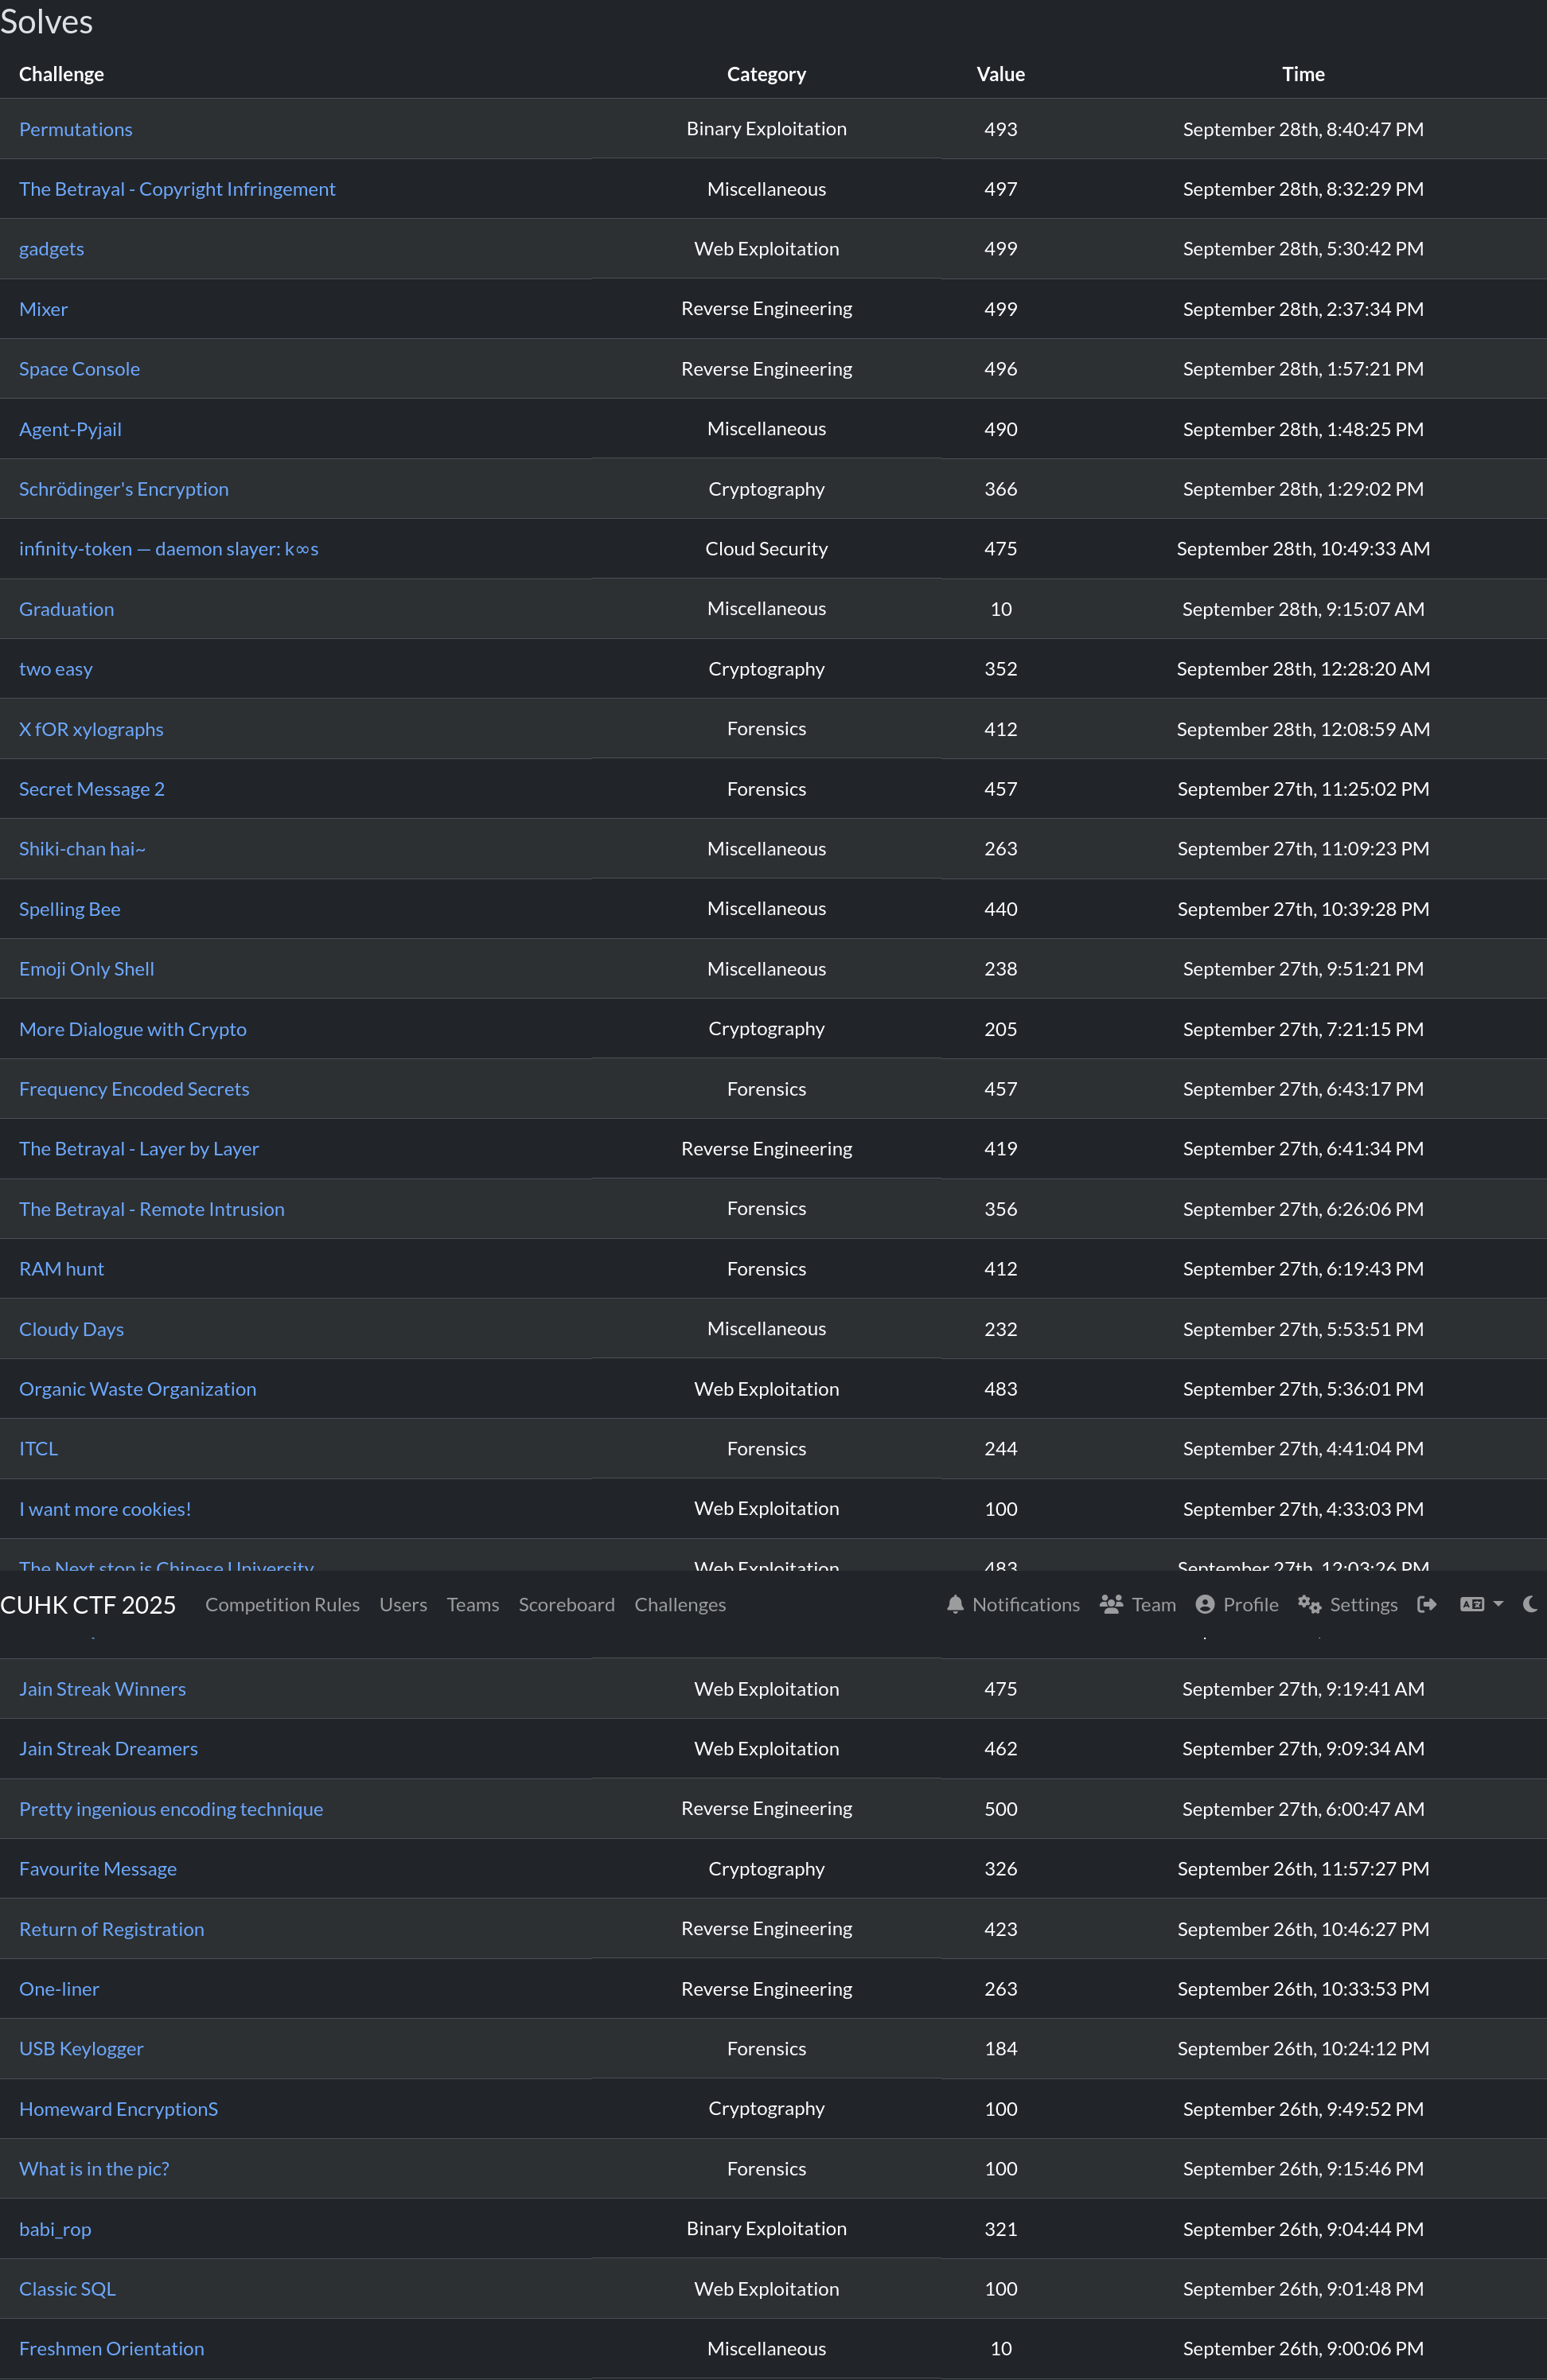 Solves
Challenge Category Value Time
Permutations Binary Exploitation 493 September 28th, 8:40:47 PM
The Betrayal - Copyright Infringement Miscellaneous 497 September 28th, 8:32:29 PM
gadgets Web Exploitation 499 September 28th, 5:30:42 PM
Mixer Reverse Engineering 499 September 28th, 2:37:34 PM
Space Console Reverse Engineering 496 September 28th, 1:57:21 PM
Agent-Pyjail Miscellaneous 490 September 28th, 1:48:25 PM
Schrödinger's Encryption Cryptography 366 September 28th, 1:29:02 PM
infinity-token — daemon slayer: k∞s Cloud Security 475 September 28th, 10:49:33 AM
Graduation Miscellaneous 10 September 28th, 9:15:07 AM
two easy Cryptography 352 September 28th, 12:28:20 AM
X fOR xylographs Forensics 412 September 28th, 12:08:59 AM
Secret Message 2 Forensics 457 September 27th, 11:25:02 PM
Shiki-chan hai~ Miscellaneous 263 September 27th, 11:09:23 PM
Spelling Bee Miscellaneous 440 September 27th, 10:39:28 PM
Emoji Only Shell Miscellaneous 238 September 27th, 9:51:21 PM
More Dialogue with Crypto Cryptography 205 September 27th, 7:21:15 PM
Frequency Encoded Secrets Forensics 457 September 27th, 6:43:17 PM
The Betrayal - Layer by Layer Reverse Engineering 419 September 27th, 6:41:34 PM
The Betrayal - Remote Intrusion Forensics 356 September 27th, 6:26:06 PM
RAM hunt Forensics 412 September 27th, 6:19:43 PM
Cloudy Days Miscellaneous 232 September 27th, 5:53:51 PM
Organic Waste Organization Web Exploitation 483 September 27th, 5:36:01 PM
ITCL Forensics 244 September 27th, 4:41:04 PM
I want more cookies! Web Exploitation 100 September 27th, 4:33:03 PM
The Next stop is Chinese University Web Exploitation 483 September 27th, 12:03:26 PM
CUHK CTF 2025 Competition Rules Users Teams Scoreboard Challenges Notifications Team Profile Settings
Jain Streak Winners Web Exploitation 475 September 27th, 9:19:41 AM
Jain Streak Dreamers Web Exploitation 462 September 27th, 9:09:34 AM
Pretty ingenious encoding technique Reverse Engineering 500 September 27th, 6:00:47 AM
Favourite Message Cryptography 326 September 26th, 11:57:27 PM
Return of Registration Reverse Engineering 423 September 26th, 10:46:27 PM
One-liner Reverse Engineering 263 September 26th, 10:33:53 PM
USB Keylogger Forensics 184 September 26th, 10:24:12 PM
Homeward EncryptionS Cryptography 100 September 26th, 9:49:52 PM
What is in the pic? Forensics 100 September 26th, 9:15:46 PM
babi_rop Binary Exploitation 321 September 26th, 9:04:44 PM
Classic SQL Web Exploitation 100 September 26th, 9:01:48 PM
Freshmen Orientation Miscellaneous 10 September 26th, 9:00:06 PM